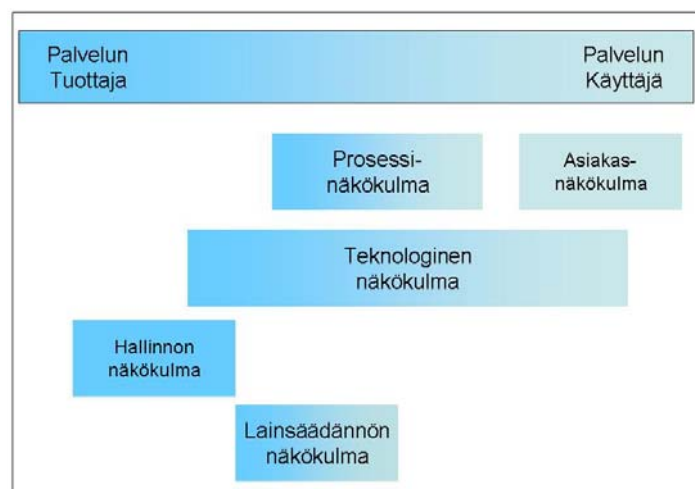 Palvelun
Tuottaja
Palvelun
Käyttäjä
Prosessi-
näkökulma
Asiakas-
näkökulma
Teknologinen
näkökulma
Hallinnon
näkökulma
Lainsäädännön
näkökulma